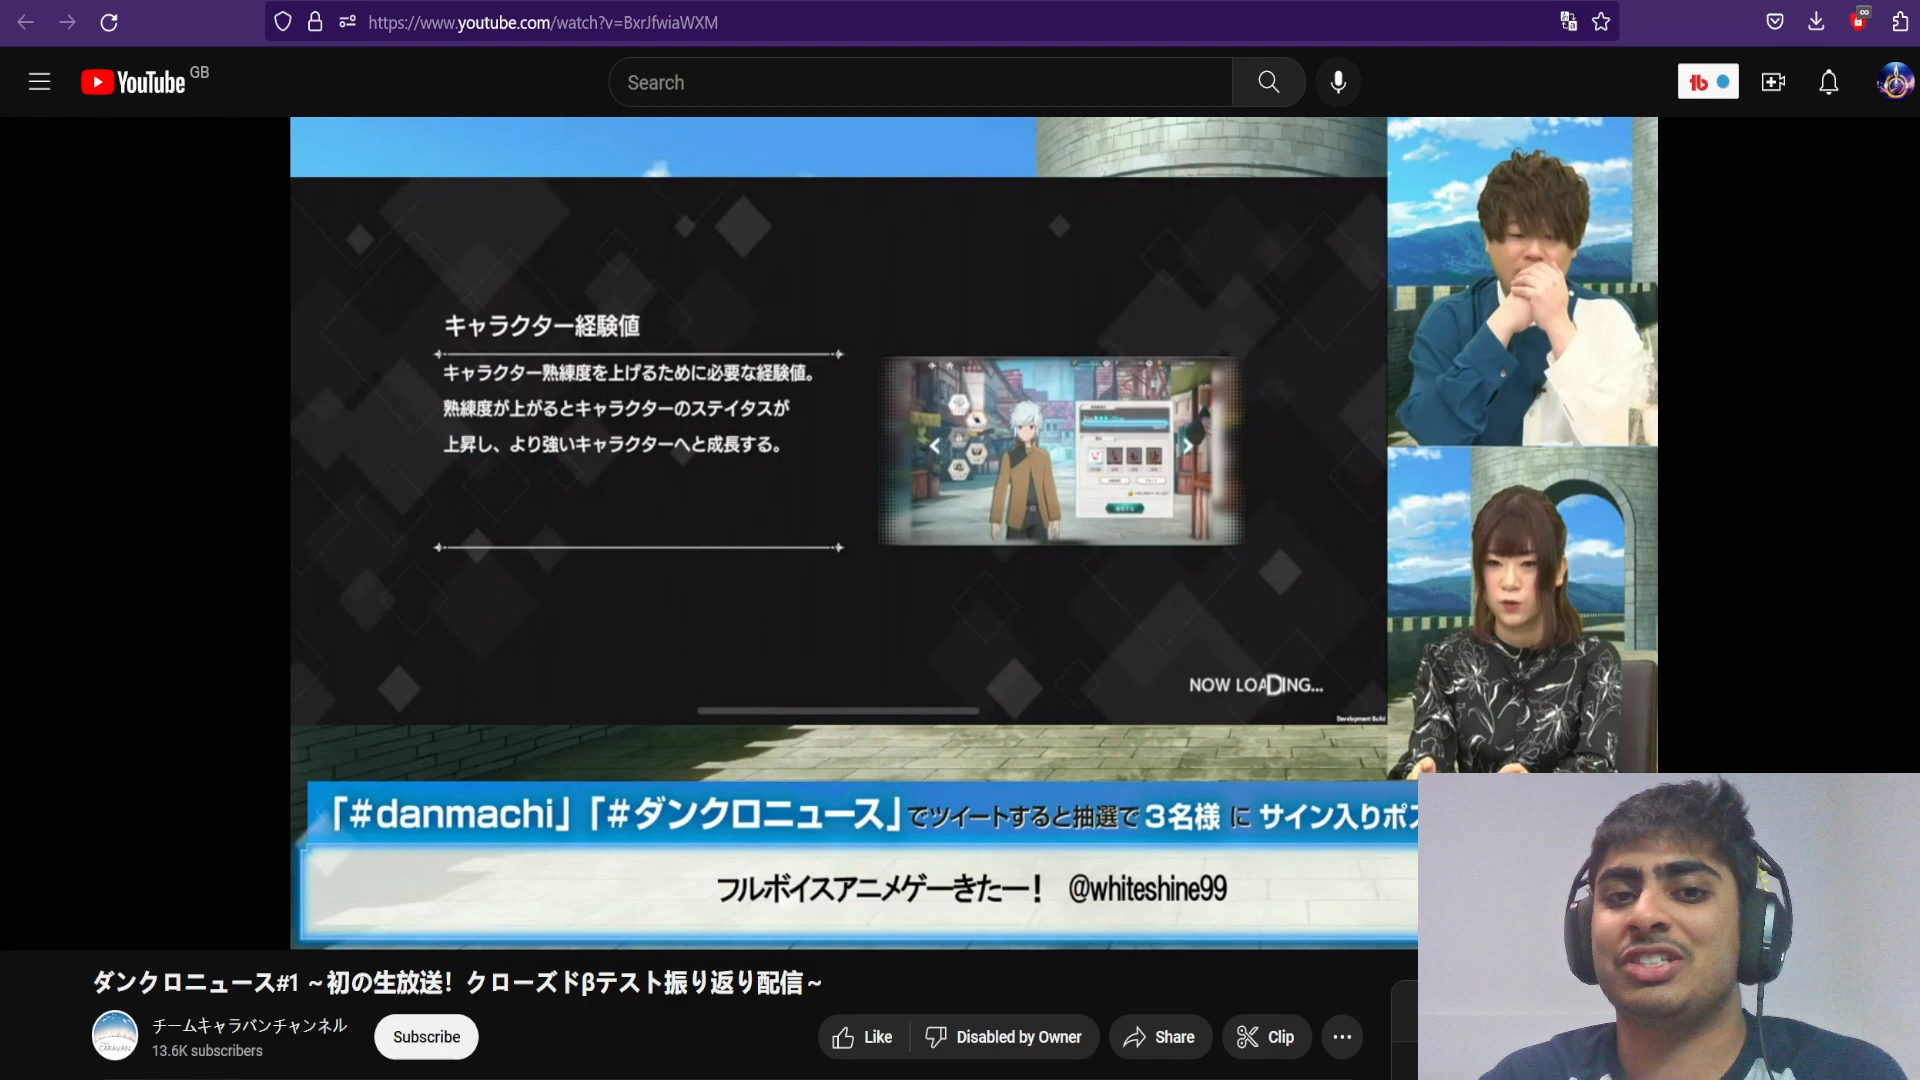 https://www.youtube.com/watch?v=BxrJfwiaWXM
YouTube GB
Search
キャラクター経験値
キャラクター熟練度を上げるために必要な経験値。
熟練度が上がるとキャラクターのステイタスが
上昇し、より強いキャラクターへと成長する。
NOW LOADING...
Development Build
「#danmachi」「#ダンクロニュース」でツイートすると抽選で3名様 に サイン入りポス
フルボイスアニメゲーきたー! @whiteshine99
ダンクロニュース#1 ~初の生放送! クローズドβテスト振り返り配信~
CARAVAN
チームキャラバンチャンネル
13.6K subscribers
Subscribe
Like
Disabled by Owner
Share
Clip